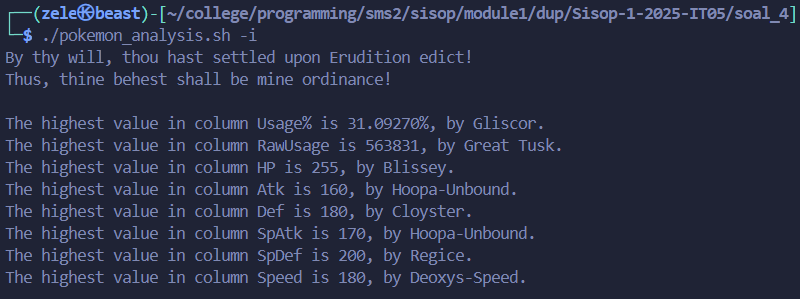 ┌──(zele㉿beast)-[~/college/programming/sms2/sisop/module1/dup/Sisop-1-2025-IT05/soal_4]
└─$ ./pokemon_analysis.sh -i
By thy will, thou hast settled upon Erudition edict!
Thus, thine behest shall be mine ordinance!

The highest value in column Usage% is 31.09270%, by Gliscor.
The highest value in column RawUsage is 563831, by Great Tusk.
The highest value in column HP is 255, by Blissey.
The highest value in column Atk is 160, by Hoopa-Unbound.
The highest value in column Def is 180, by Cloyster.
The highest value in column SpAtk is 170, by Hoopa-Unbound.
The highest value in column SpDef is 200, by Regice.
The highest value in column Speed is 180, by Deoxys-Speed.